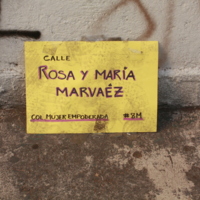 CALLE
ROSA Y MARÍA
MARVAÉZ
COL. MUJER EMPODERADA #8M